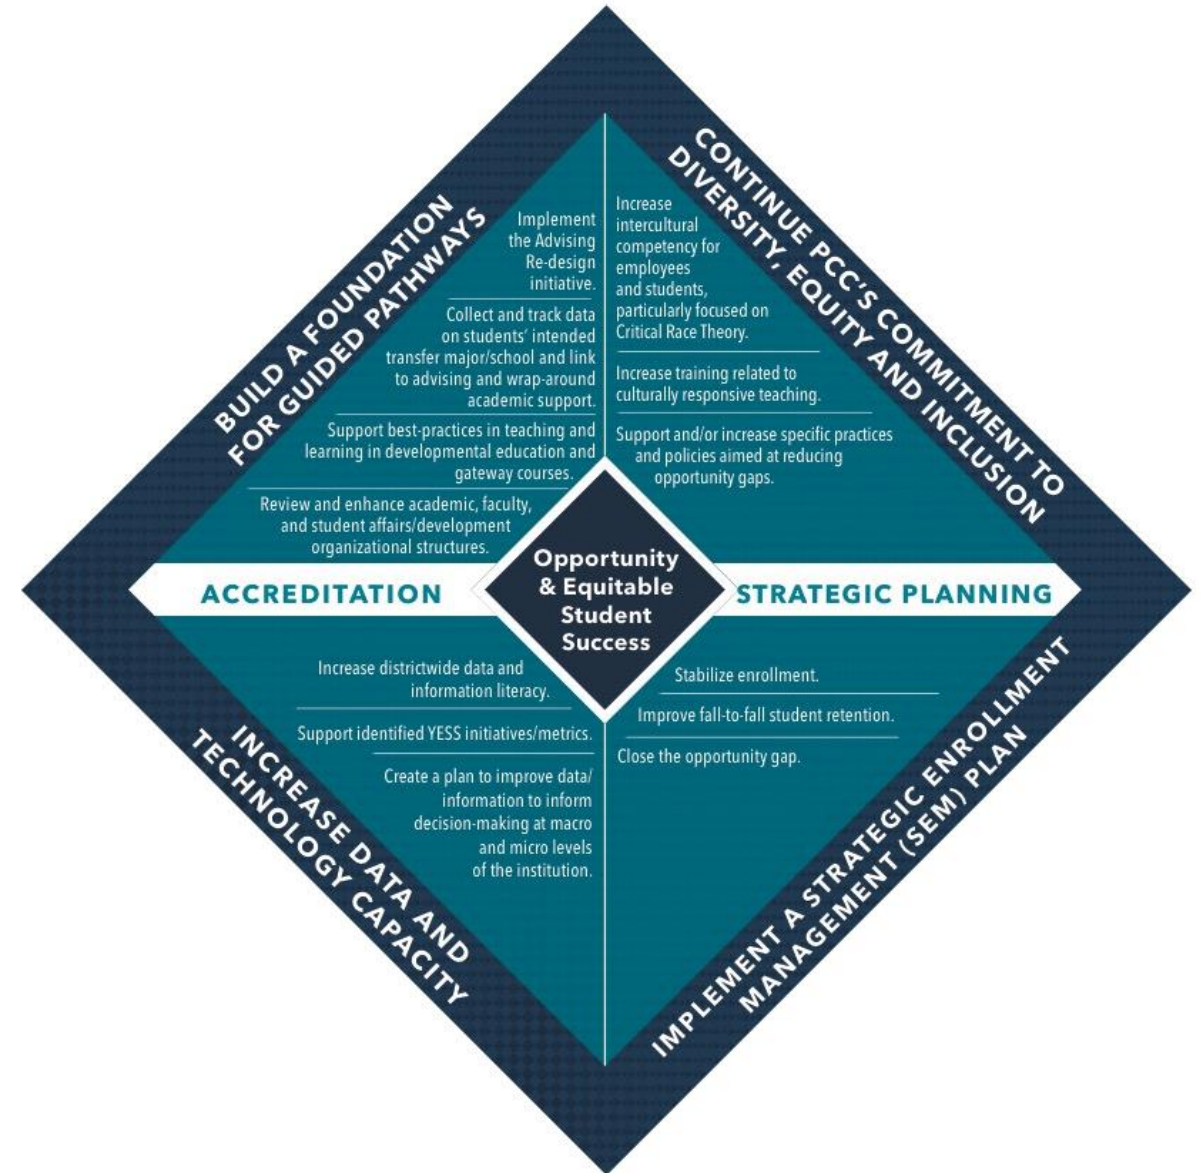 BUILD A FOUNDATION
FOR GUIDED PATHWAYS
Implement
the Advising
Re-design
initiative.
Collect and track data
on students' intended
transfer major/school and link
to advising and wrap-around
academic support.
Support best-practices in teaching and
learning in developmental education and
gateway courses.
Review and enhance academic, faculty,
and student affairs/development
organizational structures.
CONTINUE PCC'S COMMITMENT TO
DIVERSITY, EQUITY AND INCLUSION
Increase
intercultural
competency for
employees
and students,
particularly focused on
Critical Race Theory.
Increase training related to
culturally responsive teaching.
Support and/or increase specific practices
and policies aimed at reducing
opportunity gaps.
ACCREDITATION
Opportunity
& Equitable
Student
Success
STRATEGIC PLANNING
Increase districtwide data and
information literacy.
Support identified YESS initiatives/metrics.
Create a plan to improve data/
information to inform
decision-making at macro
and micro levels
of the institution.
INCREASE DATA AND
TECHNOLOGY CAPACITY
Stabilize enrollment.
Improve fall-to-fall student retention.
Close the opportunity gap.
IMPLEMENT A STRATEGIC ENROLLMENT
MANAGEMENT (SEM) PLAN